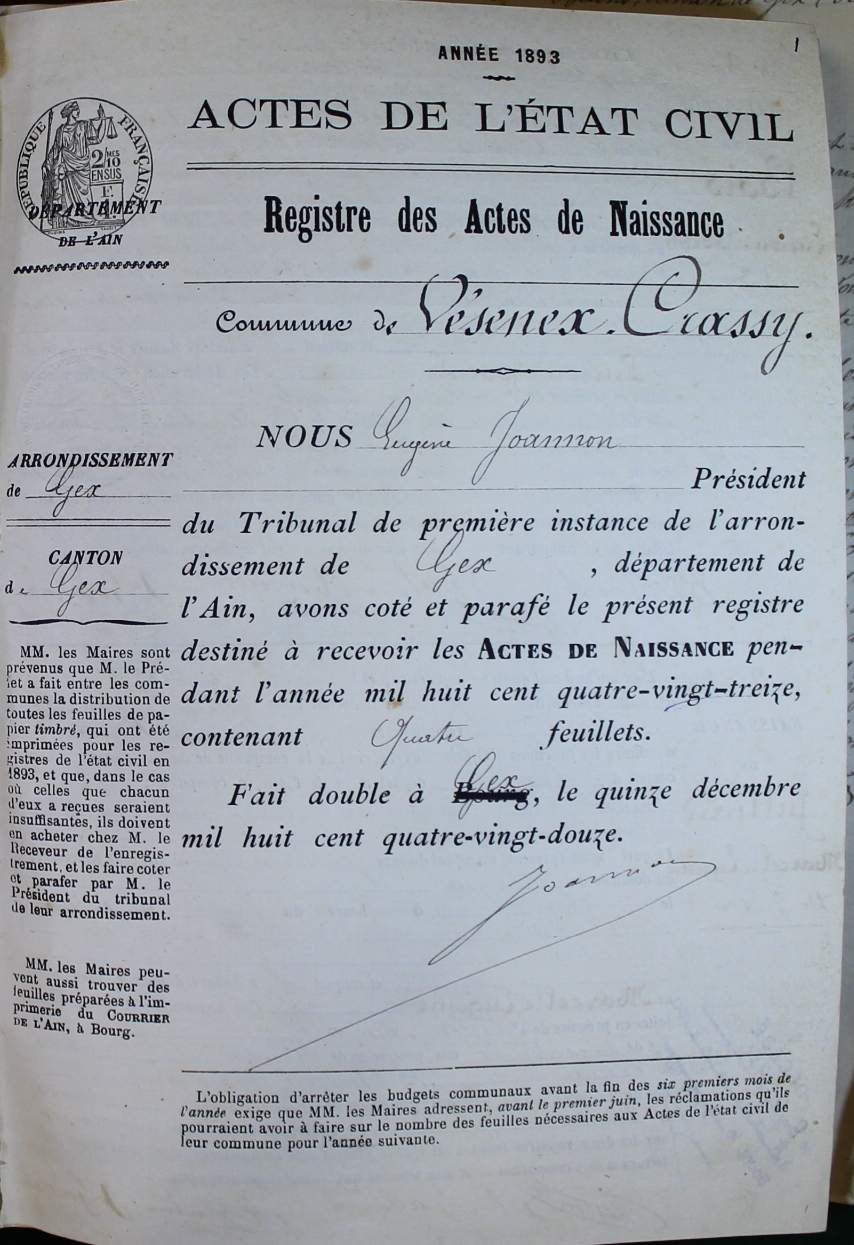 1
ANNÉE 1893
ACTES DE L'ÉTAT CIVIL
RÉPUBLIQUE FRANÇAISE
2 MES
10
EN SUS
DÉPARTEMENT
DE L'AIN
Registre des Actes de Naissance
Commune de Vésenex-Crassy.
NOUS Eugène Joannon
Président
du Tribunal de première instance de l'arron-
dissement de Gex, département de
l'Ain, avons coté et parafé le présent registre
destiné à recevoir les ACTES DE NAISSANCE pen-
dant l'année mil huit cent quatre-vingt-treize,
contenant Quatre feuillets.
Fait double à Gex, le quinze décembre
mil huit cent quatre-vingt-douze.
Joannon
ARRONDISSEMENT
de Gex
CANTON
de Gex
MM. les Maires sont
prévenus que M. le Pré-
fet a fait entre les com-
munes la distribution de
toutes les feuilles de pa-
pier timbré, qui ont été
imprimées pour les re-
gistres de l'état civil en
1893, et que, dans le cas
où celles que chacun
d'eux a reçues seraient
insuffisantes, ils doivent
en acheter chez M. le
Receveur de l'enregis-
trement, et les faire coter
et parafer par M. le
Président du tribunal
de leur arrondissement.
MM. les Maires peu-
vent aussi trouver des
feuilles préparées à l'im-
primerie du COURRIER
DE L'AIN, à Bourg.
L'obligation d'arrêter les budgets communaux avant la fin des six premiers mois de
l'année exige que MM. les Maires adressent, avant le premier juin, les réclamations qu'ils
pourraient avoir à faire sur le nombre des feuilles nécessaires aux Actes de l'état civil de
leur commune pour l'année suivante.